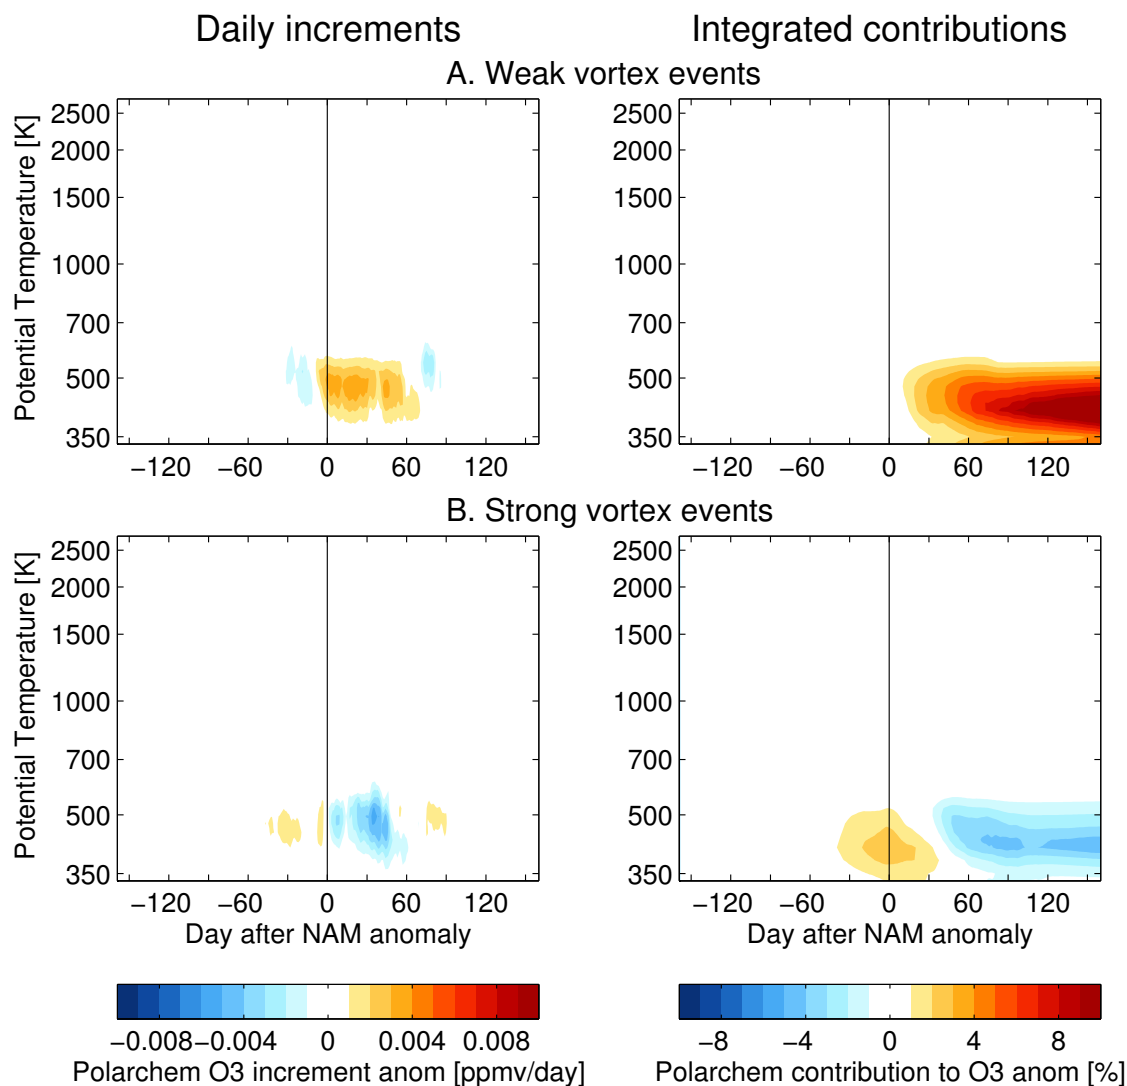 Daily increments
Integrated contributions
A. Weak vortex events
Potential Temperature [K]
2500
2000
1500
1000
700
500
350
−120 −60 0 60 120
2500
2000
1500
1000
700
500
350
−120 −60 0 60 120
B. Strong vortex events
Potential Temperature [K]
2500
2000
1500
1000
700
500
350
−120 −60 0 60 120
Day after NAM anomaly
2500
2000
1500
1000
700
500
350
−120 −60 0 60 120
Day after NAM anomaly
−0.008 −0.004 0 0.004 0.008
Polarchem O3 increment anom [ppmv/day]
−8 −4 0 4 8
Polarchem contribution to O3 anom [%]